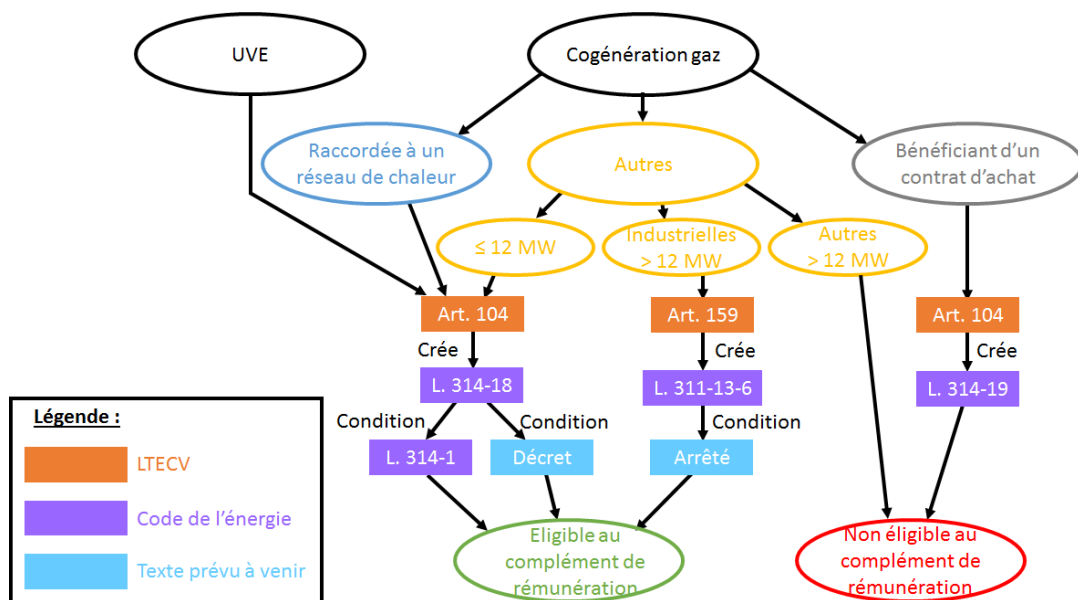 UVE
Cogénération gaz
Raccordée à un
réseau de chaleur
Autres
Bénéficiant d'un
contrat d'achat
≤ 12 MW
Industrielles
> 12 MW
Autres
> 12 MW
Art. 104
Art. 159
Art. 104
Crée
Crée
Crée
L. 314-18
L. 311-13-6
L. 314-19
Condition
Condition
Condition
L. 314-1
Décret
Arrêté
Eligible au
complément de
rémunération
Non éligible au
complément de
rémunération
Légende :
LTECV
Code de l'énergie
Texte prévu à venir